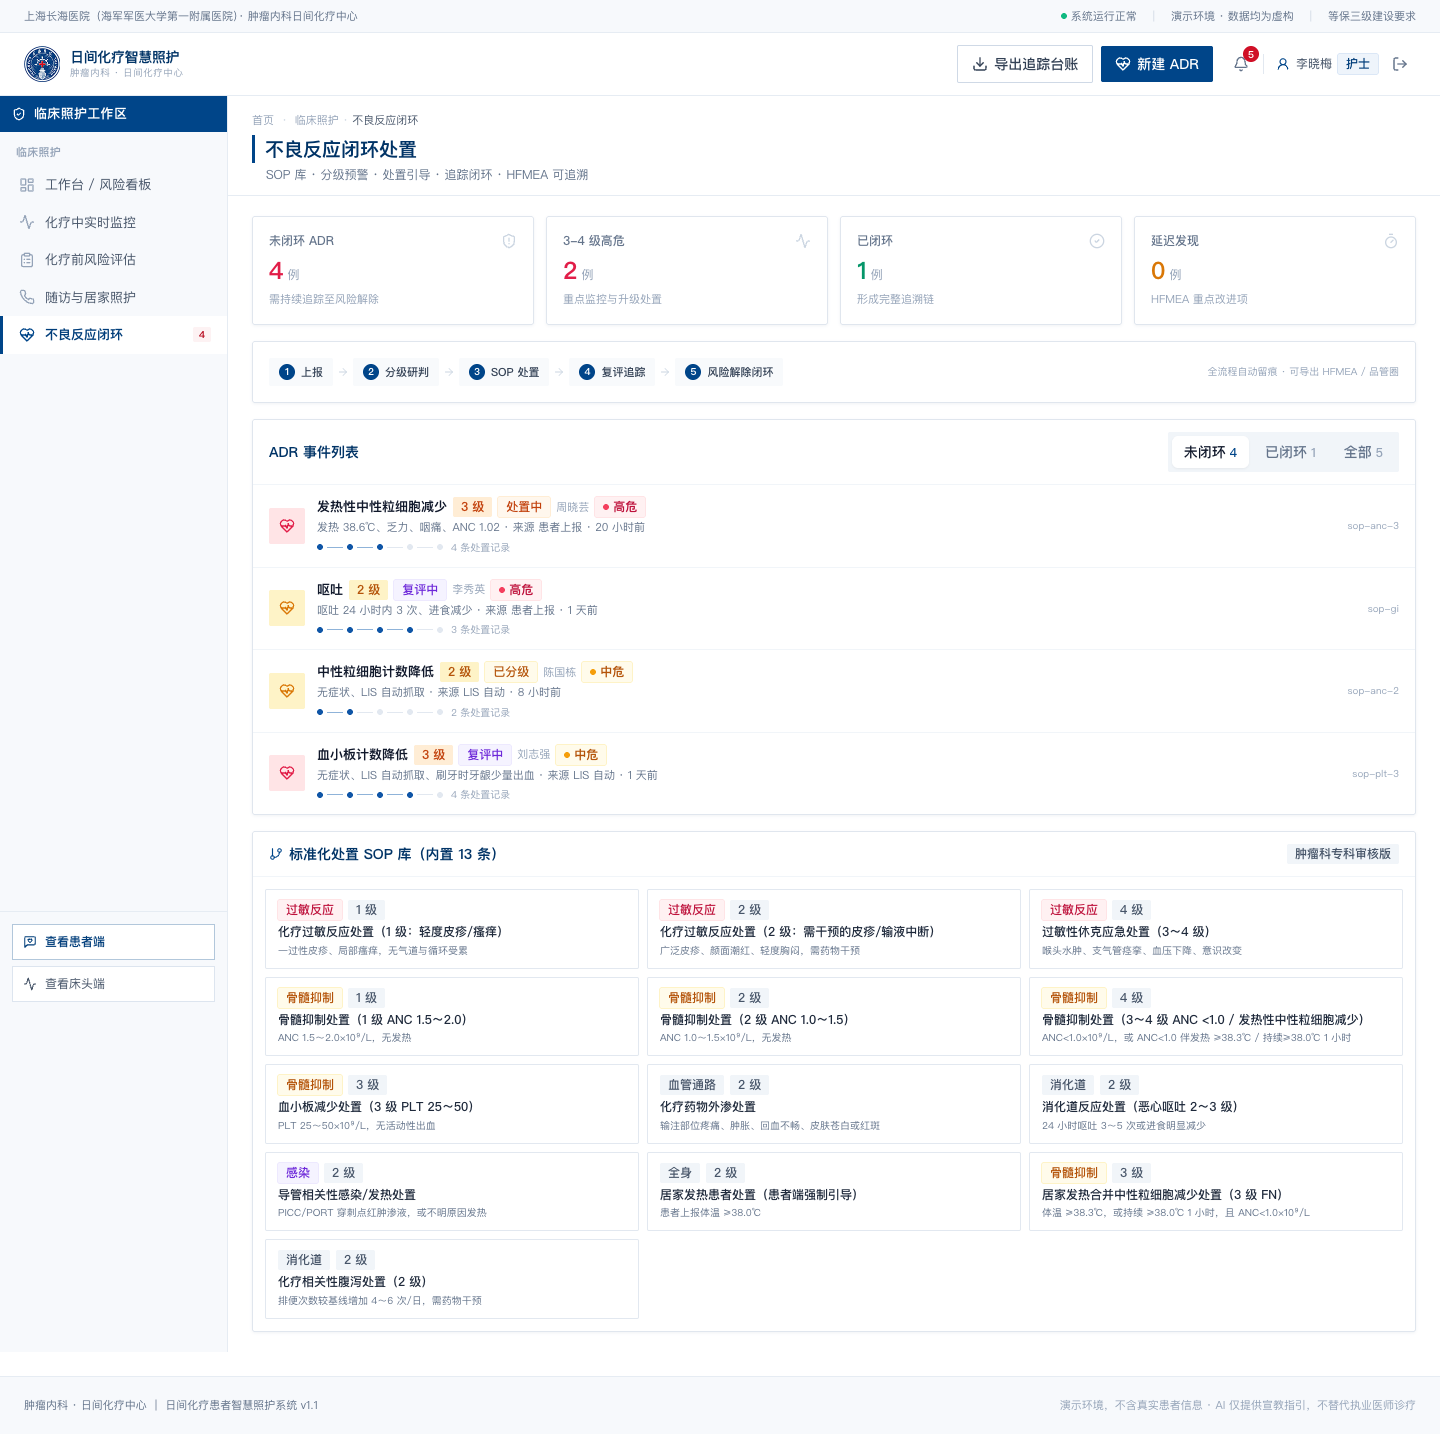 上海长海医院（海军军医大学第一附属医院）· 肿瘤内科日间化疗中心
系统运行正常 | 演示环境 · 数据均为虚构 | 等保三级建设要求
日间化疗智慧照护
肿瘤内科 · 日间化疗中心
导出追踪台账
新建 ADR
5
李晓梅 护士
临床照护工作区
临床照护
工作台 / 风险看板
化疗中实时监控
化疗前风险评估
随访与居家照护
不良反应闭环 4
查看患者端
查看床头端
首页 · 临床照护 · 不良反应闭环
不良反应闭环处置
SOP 库 · 分级预警 · 处置引导 · 追踪闭环 · HFMEA 可追溯
未闭环 ADR
4 例
需持续追踪至风险解除
3–4 级高危
2 例
重点监控与升级处置
已闭环
1 例
形成完整追溯链
延迟发现
0 例
HFMEA 重点改进项
1 上报 → 2 分级研判 → 3 SOP 处置 → 4 复评追踪 → 5 风险解除闭环
全流程自动留痕 · 可导出 HFMEA / 品管圈
ADR 事件列表
未闭环 4 已闭环 1 全部 5
发热性中性粒细胞减少 3 级 处置中 周晓芸 高危
发热 38.6℃、乏力、咽痛、ANC 1.02 · 来源 患者上报 · 20 小时前
4 条处置记录
sop-anc-3
呕吐 2 级 复评中 李秀英 高危
呕吐 24 小时内 3 次、进食减少 · 来源 患者上报 · 1 天前
3 条处置记录
sop-gi
中性粒细胞计数降低 2 级 已分级 陈国栋 中危
无症状、LIS 自动抓取 · 来源 LIS 自动 · 8 小时前
2 条处置记录
sop-anc-2
血小板计数降低 3 级 复评中 刘志强 中危
无症状、LIS 自动抓取、刷牙时牙龈少量出血 · 来源 LIS 自动 · 1 天前
4 条处置记录
sop-plt-3
标准化处置 SOP 库（内置 13 条）
肿瘤科专科审核版
过敏反应 1 级
化疗过敏反应处置（1 级：轻度皮疹/瘙痒）
一过性皮疹、局部瘙痒，无气道与循环受累
过敏反应 2 级
化疗过敏反应处置（2 级：需干预的皮疹/输液中断）
广泛皮疹、颜面潮红、轻度胸闷，需药物干预
过敏反应 4 级
过敏性休克应急处置（3～4 级）
喉头水肿、支气管痉挛、血压下降、意识改变
骨髓抑制 1 级
骨髓抑制处置（1 级 ANC 1.5～2.0）
ANC 1.5～2.0×10⁹/L，无发热
骨髓抑制 2 级
骨髓抑制处置（2 级 ANC 1.0～1.5）
ANC 1.0～1.5×10⁹/L，无发热
骨髓抑制 4 级
骨髓抑制处置（3～4 级 ANC <1.0 / 发热性中性粒细胞减少）
ANC<1.0×10⁹/L，或 ANC<1.0 伴发热 ≥38.3℃ / 持续≥38.0℃ 1 小时
骨髓抑制 3 级
血小板减少处置（3 级 PLT 25～50）
PLT 25～50×10⁹/L，无活动性出血
血管通路 2 级
化疗药物外渗处置
输注部位疼痛、肿胀、回血不畅、皮肤苍白或红斑
消化道 2 级
消化道反应处置（恶心呕吐 2～3 级）
24 小时呕吐 3～5 次或进食明显减少
感染 2 级
导管相关性感染/发热处置
PICC/PORT 穿刺点红肿渗液，或不明原因发热
全身 2 级
居家发热患者处置（患者端强制引导）
患者上报体温 ≥38.0℃
骨髓抑制 3 级
居家发热合并中性粒细胞减少处置（3 级 FN）
体温 ≥38.3℃，或持续 ≥38.0℃ 1 小时，且 ANC<1.0×10⁹/L
消化道 2 级
化疗相关性腹泻处置（2 级）
排便次数较基线增加 4～6 次/日，需药物干预
肿瘤内科 · 日间化疗中心 | 日间化疗患者智慧照护系统 v1.1
演示环境，不含真实患者信息 · AI 仅提供宣教指引，不替代执业医师诊疗